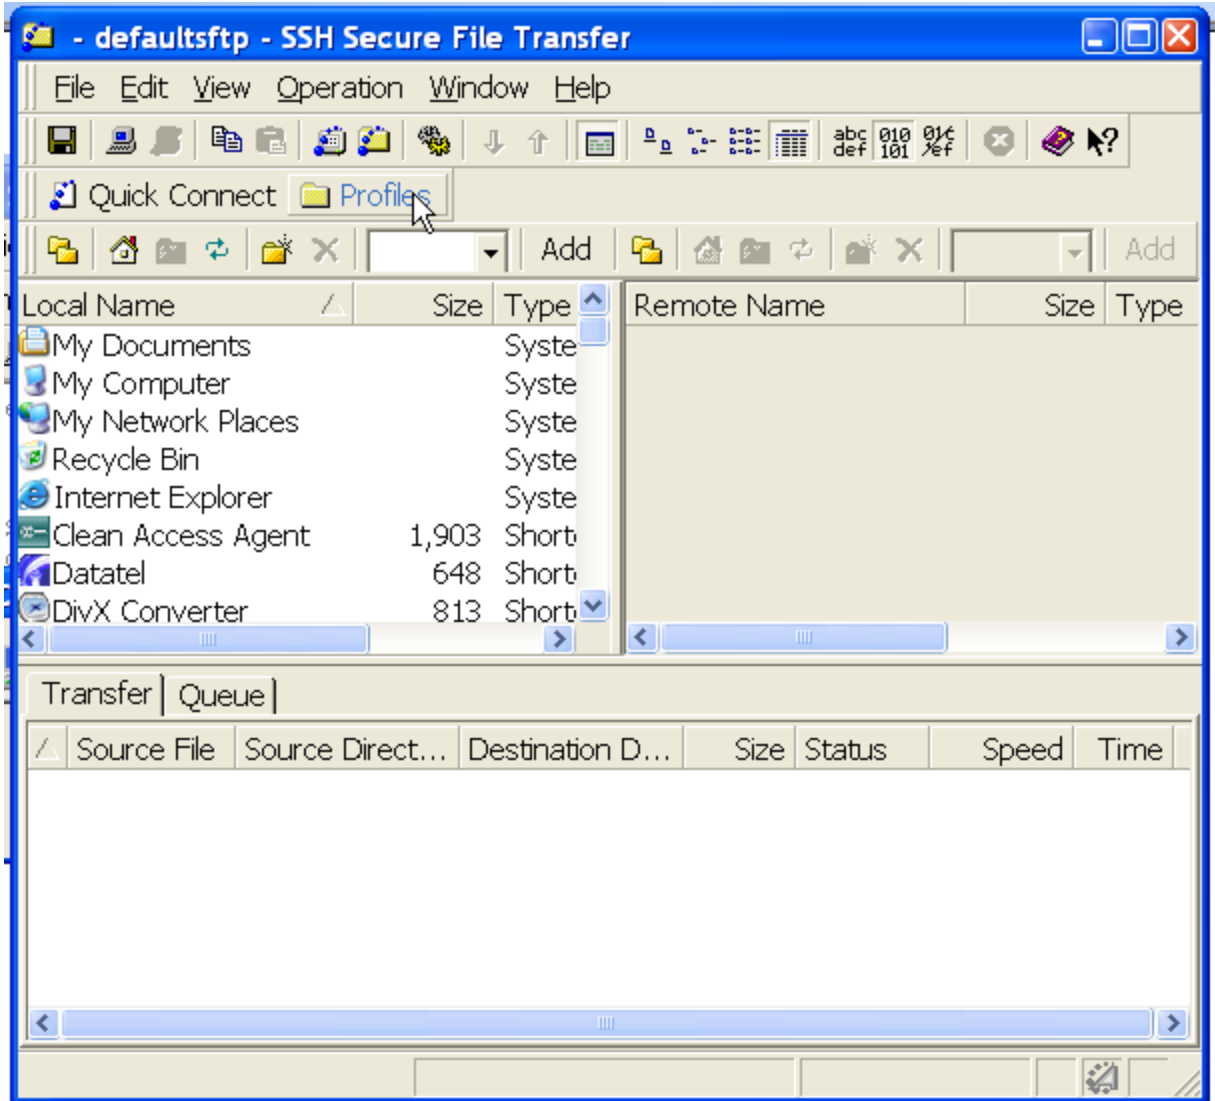 - defaultsftp - SSH Secure File Transfer
File Edit View Operation Window Help
abc def 010 101
Quick Connect Profiles
Add Add
Local Name Size Type Remote Name Size Type
My Documents Syste
My Computer Syste
My Network Places Syste
Recycle Bin Syste
Internet Explorer Syste
Clean Access Agent 1,903 Short
Datatel 648 Short
DivX Converter 813 Short
Transfer Queue
Source File Source Direct... Destination D... Size Status Speed Time